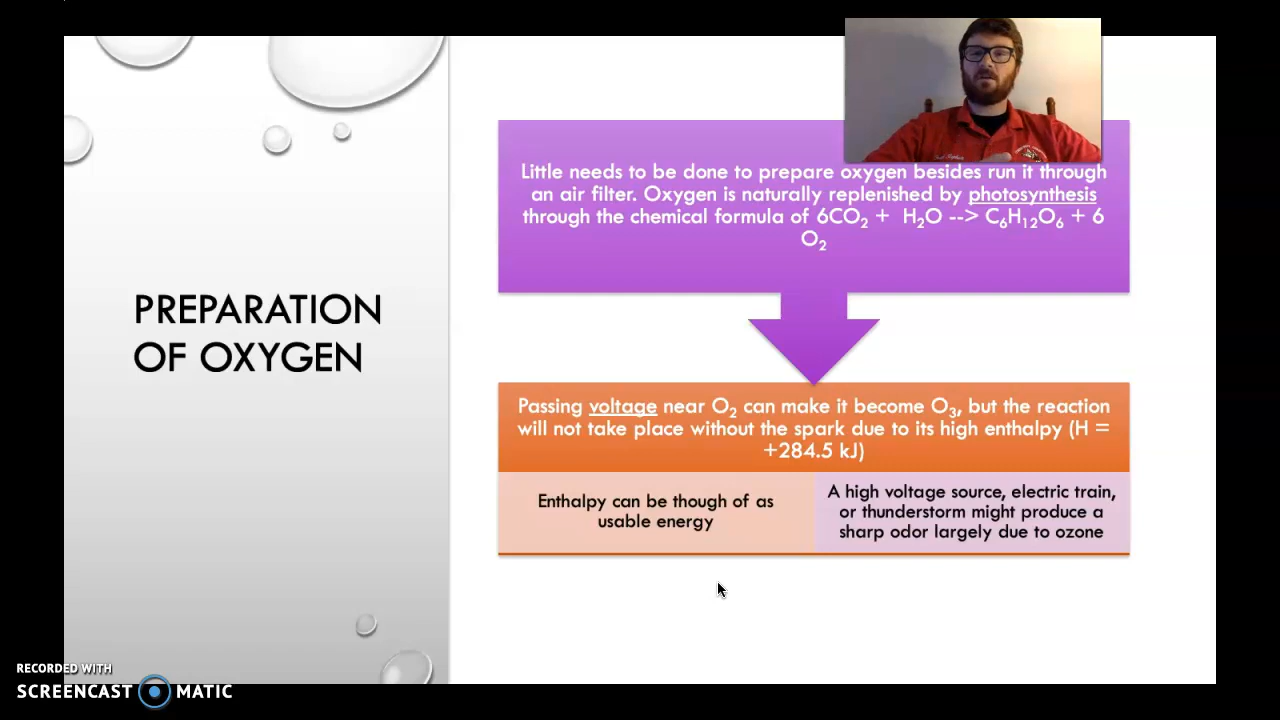 Little needs to be done to prepare oxygen besides run it through
an air filter. Oxygen is naturally replenished by photosynthesis
through the chemical formula of 6CO₂ + H₂O --> C₆H₁₂O₆ + 6
O₂
PREPARATION
OF OXYGEN
Passing voltage near O₂ can make it become O₃, but the reaction
will not take place without the spark due to its high enthalpy (H =
+284.5 kJ)
Enthalpy can be though of as
usable energy
A high voltage source, electric train,
or thunderstorm might produce a
sharp odor largely due to ozone
RECORDED WITH
SCREENCAST MATIC